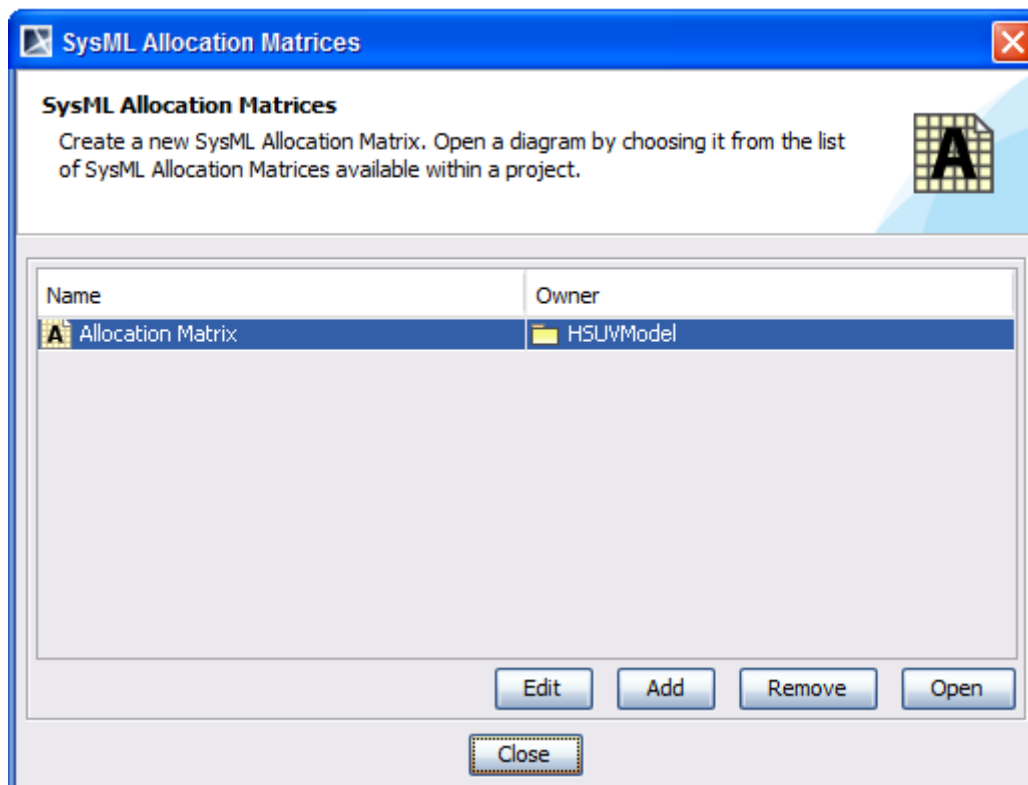 SysML Allocation Matrices
SysML Allocation Matrices
Create a new SysML Allocation Matrix. Open a diagram by choosing it from the list
of SysML Allocation Matrices available within a project.
A
Name Owner
A Allocation Matrix HSUVModel
Edit Add Remove Open
Close